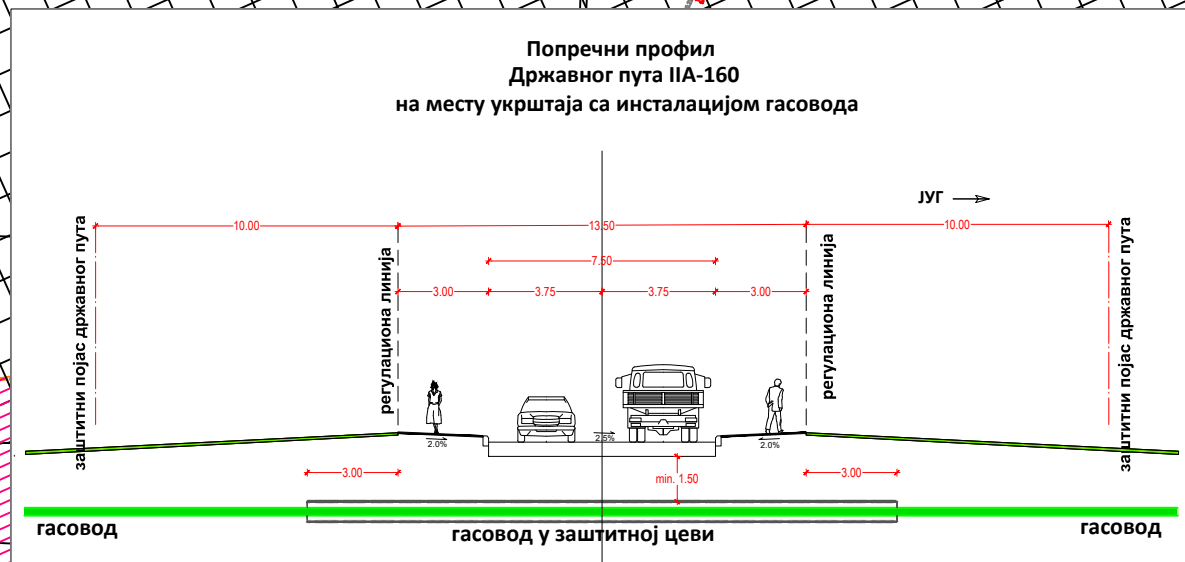 Попречни профил
Државног пута IIA-160
на месту укрштаја са инсталацијом гасовода
ЈУГ
10.00
13.50
10.00
7.50
3.00
3.75
3.75
3.00
заштитни појас државног пута
регулациона линија
регулациона линија
заштитни појас државног пута
2.0%
2.5%
2.0%
3.00
min. 1.50
3.00
гасовод
гасовод у заштитној цеви
гасовод